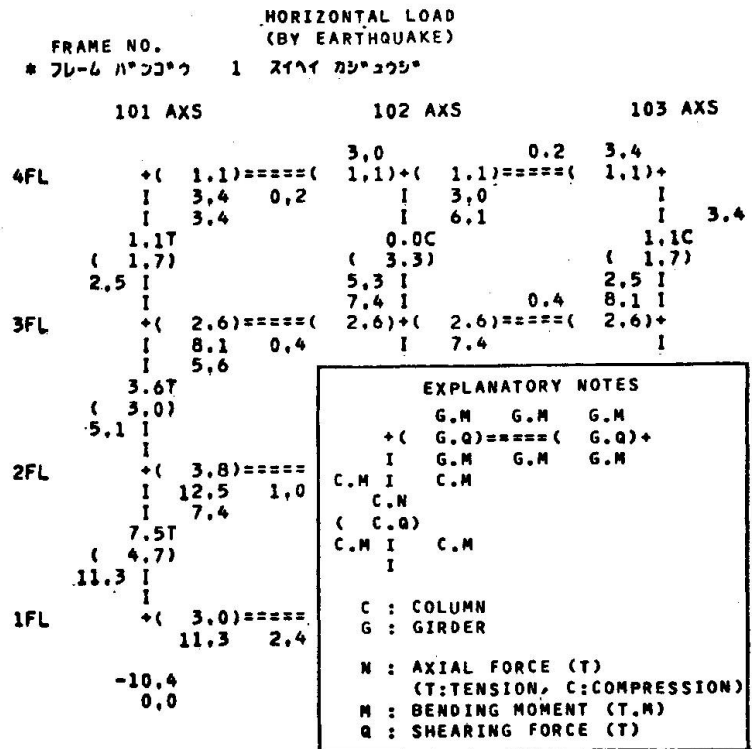 HORIZONTAL LOAD
FRAME NO. (BY EARTHQUAKE)
* フレーム バンゴウ 1 スイヘイ カジュウジ
101 AXS 102 AXS 103 AXS
3,0 0.2 3.4
4FL +( 1.1)=====( 1.1)+( 1.1)=====( 1.1)+
I 3,4 0,2 I 3.0 I
I 3.4 I 6.1 I 3.4
1.1T 0.0C 1.1C
( 1.7) ( 3.3) ( 1.7)
2,5 I 5,3 I 2,5 I
I 7.4 I 0.4 8.1 I
3FL +( 2.6)=====( 2.6)+( 2.6)=====( 2.6)+
I 8.1 0,4 I 7.4 I
I 5,6
3.6T
( 3.0)
5,1 I
I
2FL +( 3,8)=====
I 12,5 1,0
I 7.4
7.5T
( 4.7)
11,3 I
I
1FL +( 3.0)=====
11,3 2,4
-10,4
0,0
EXPLANATORY NOTES
G.M G.M G.M
+( G.Q)=====( G.Q)+
I G.M G.M G.M
C.M I C.M
C.N
( C.Q)
C.M I C.M
I
C : COLUMN
G : GIRDER
N : AXIAL FORCE (T)
(T:TENSION, C:COMPRESSION)
M : BENDING MOMENT (T.M)
Q : SHEARING FORCE (T)